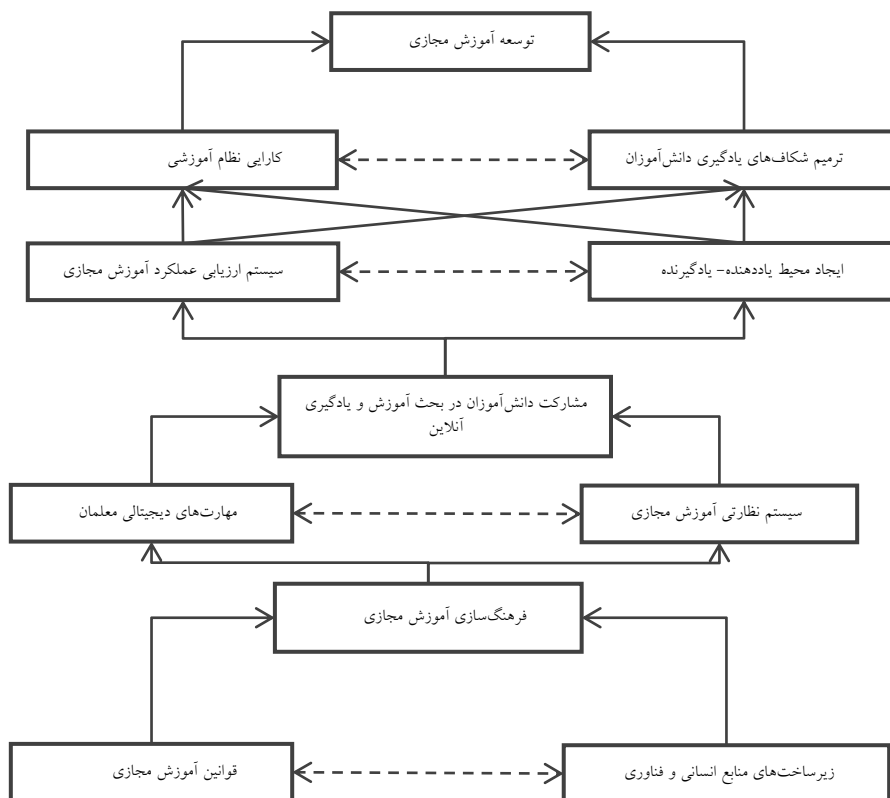 توسعه آموزش مجازی
ترمیم شکاف‌های یادگیری دانش‌آموزان
کارایی نظام آموزشی
ایجاد محیط یاددهنده- یادگیرنده
سیستم ارزیابی عملکرد آموزش مجازی
مشارکت دانش‌آموزان در بحث آموزش و یادگیری
آنلاین
سیستم نظارتی آموزش مجازی
مهارت‌های دیجیتالی معلمان
فرهنگ‌سازی آموزش مجازی
زیرساخت‌های منابع انسانی و فناوری
قوانین آموزش مجازی